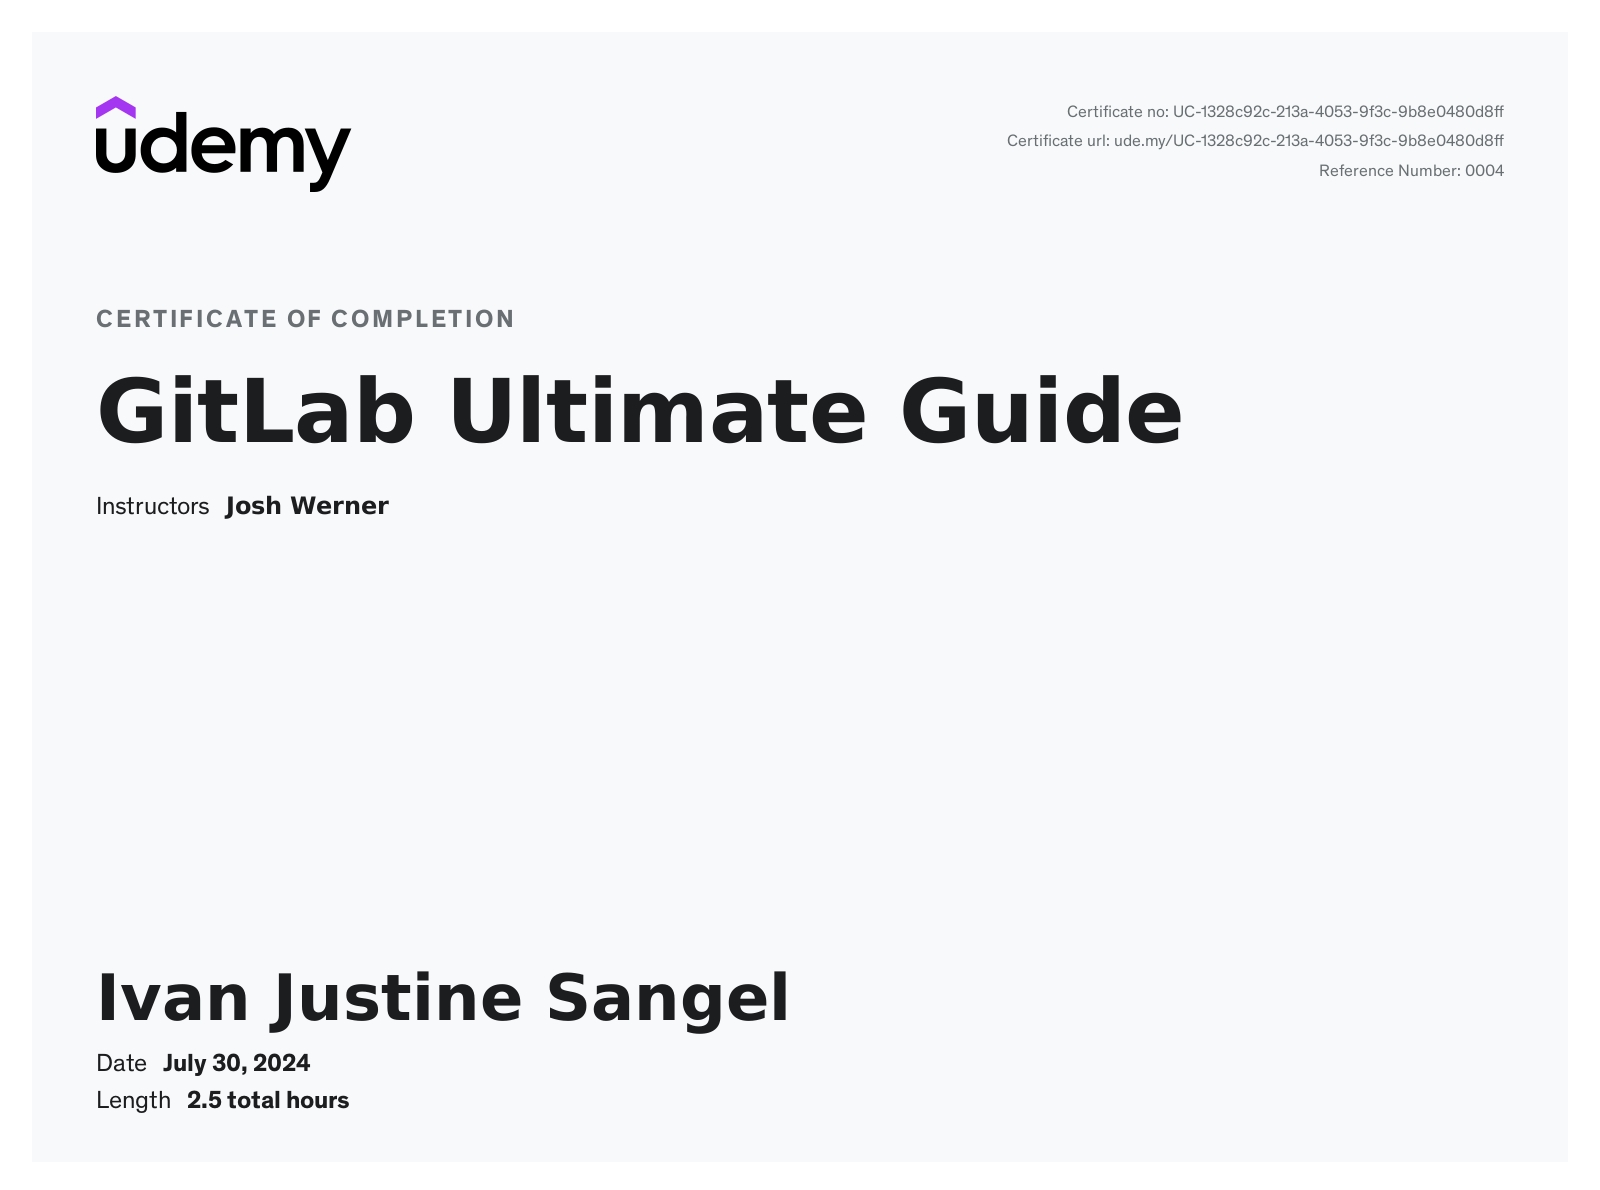 udemy
Certificate no: UC-1328c92c-213a-4053-9f3c-9b8e0480d8ff
Certificate url: ude.my/UC-1328c92c-213a-4053-9f3c-9b8e0480d8ff
Reference Number: 0004
CERTIFICATE OF COMPLETION
GitLab Ultimate Guide
Instructors Josh Werner
Ivan Justine Sangel
Date July 30, 2024
Length 2.5 total hours